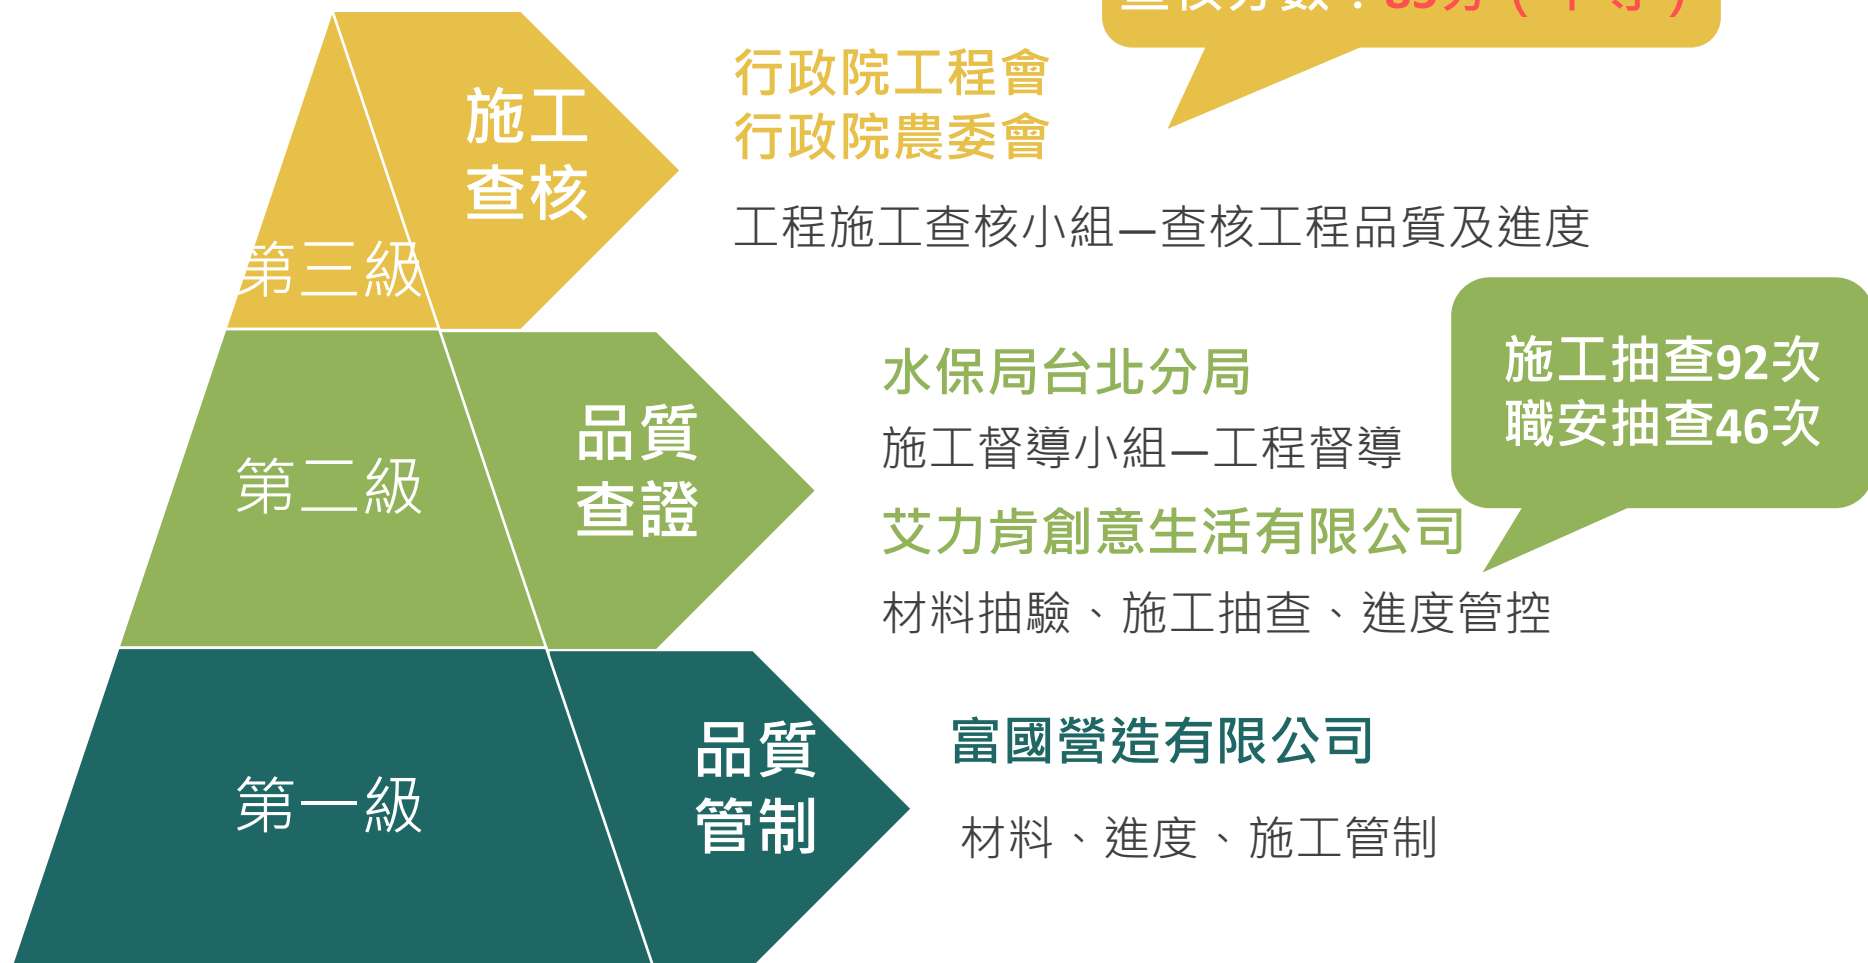 查核分數：
行政院工程會
行政院農委會
施工
查核
工程施工查核小組—查核工程品質及進度
第三級
施工抽查92次
職安抽查46次
水保局台北分局
施工督導小組—工程督導
品質
查證
第二級
艾力肯創意生活有限公司
材料抽驗、施工抽查、進度管控
富國營造有限公司
品質
管制
第一級
材料、進度、施工管制